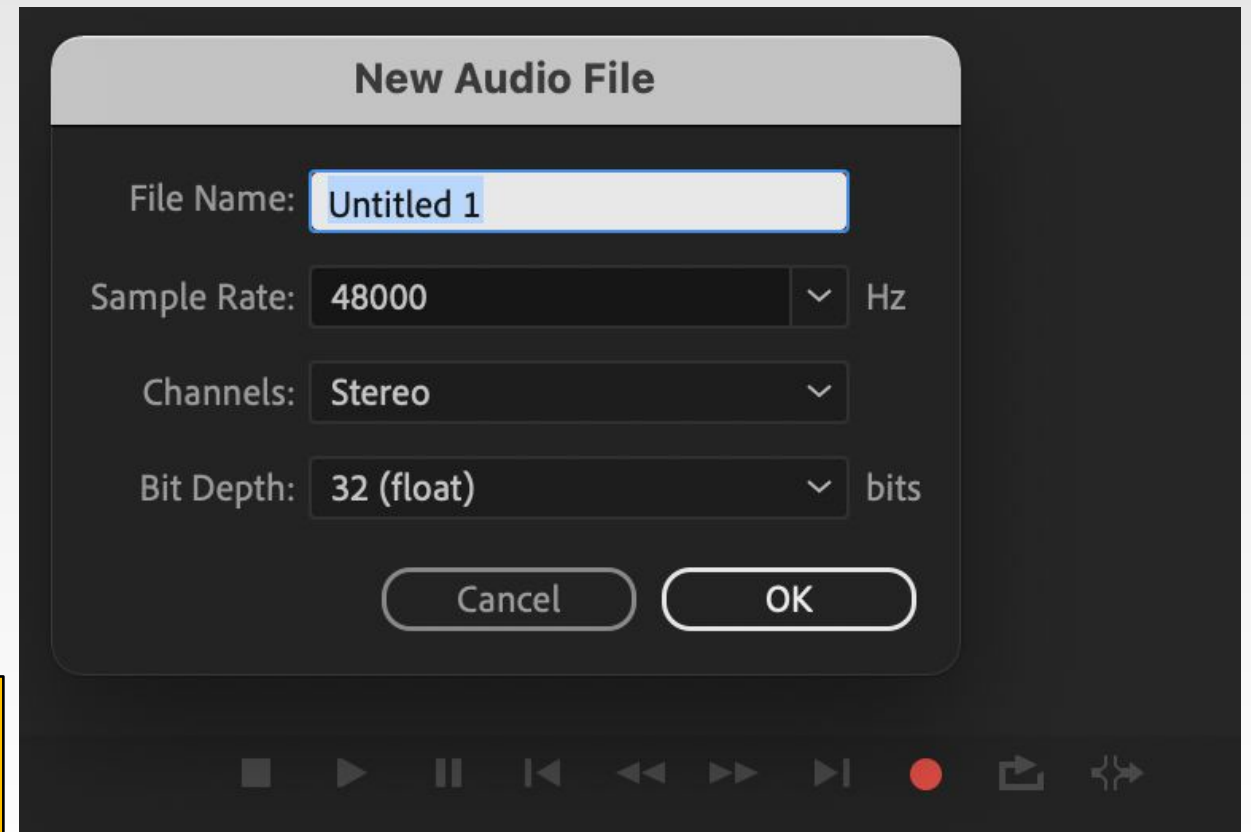 New Audio File
File Name: Untitled 1
Sample Rate: 48000 Hz
Channels: Stereo
Bit Depth: 32 (float) bits
Cancel OK